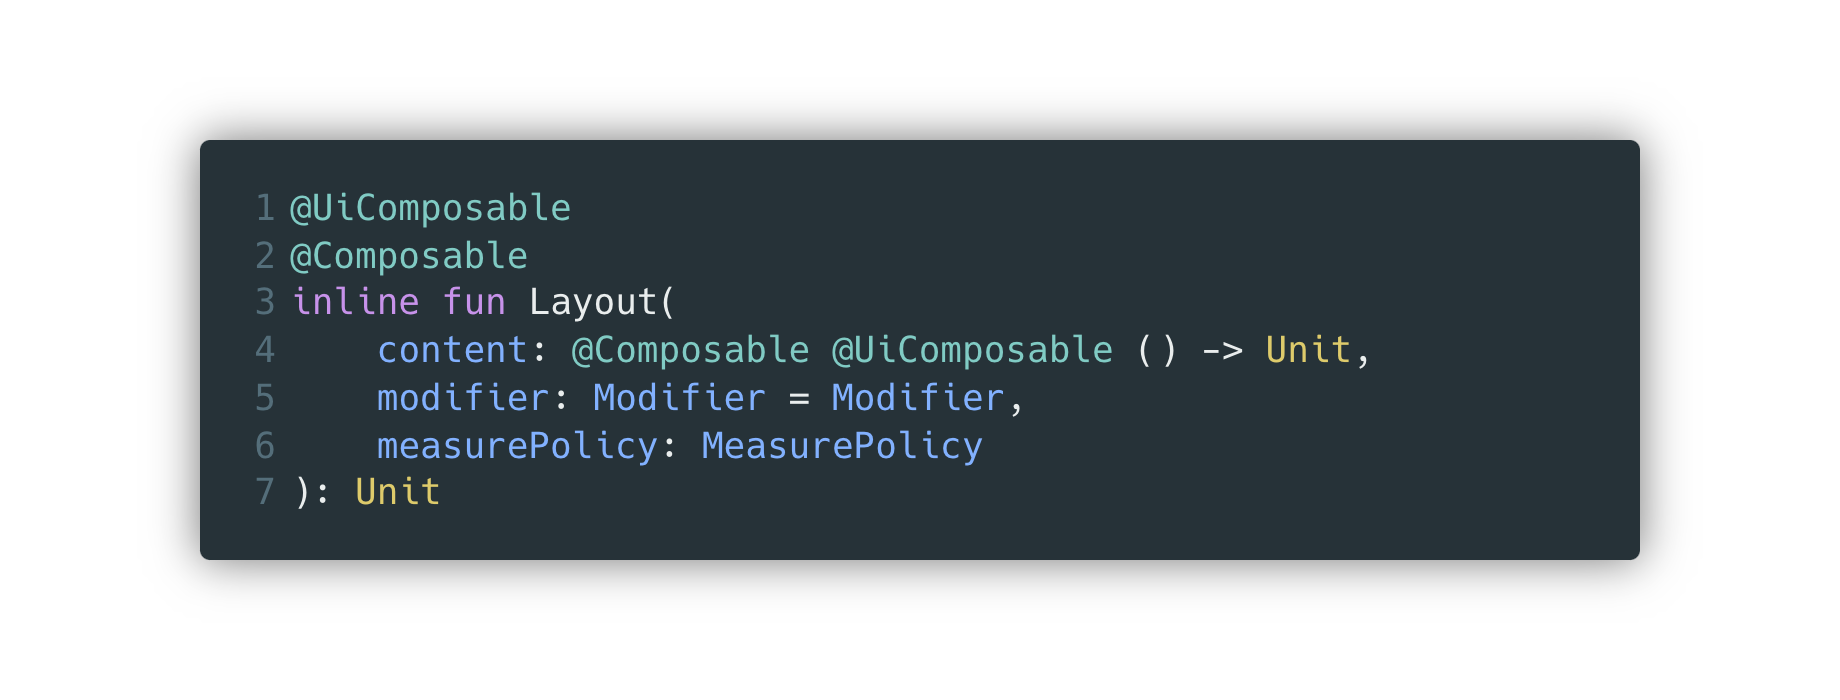 1 @UiComposable
2 @Composable
3 inline fun Layout(
4     content: @Composable @UiComposable () -> Unit,
5     modifier: Modifier = Modifier,
6     measurePolicy: MeasurePolicy
7 ): Unit